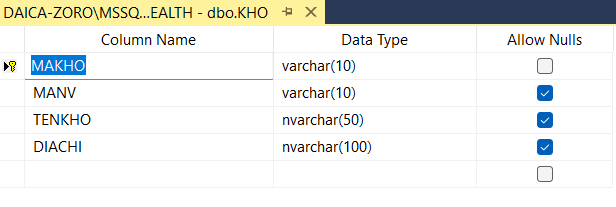 DAICA-ZORO\MSSQ...EALTH - dbo.KHO
Column Name Data Type Allow Nulls
MAKHO varchar(10)
MANV varchar(10)
TENKHO nvarchar(50)
DIACHI nvarchar(100)